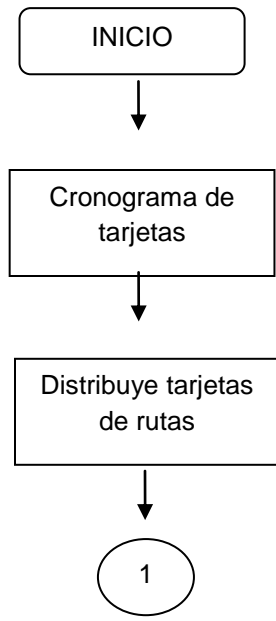 INICIO
Cronograma de
tarjetas
Distribuye tarjetas
de rutas
1